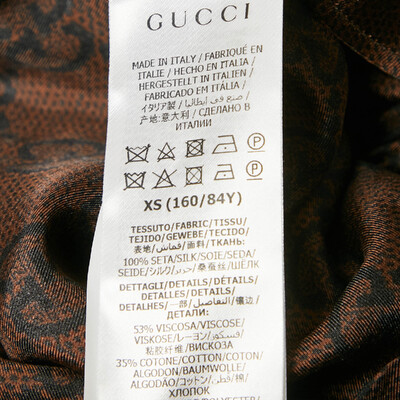 GUCCI
MADE IN ITALY / FABRIQUÉ EN
ITALIE / HECHO EN ITALIA /
HERGESTELLT IN ITALIEN /
FABRICADO EM ITÁLIA /
イタリア製 / صنع في ايطاليا /
产地:意大利 / СДЕЛАНО В
ИТАЛИИ
XS (160/84Y)
TESSUTO/FABRIC/TISSU/
TEJIDO/GEWEBE/TECIDO/
表地/قماش/面料/ТКАНЬ:
100% SETA/SILK/SOIE/SEDA/
SEIDE/シルク/حرير/桑蚕丝/ШЁЛК
DETTAGLI/DETAILS/DÉTAILS/
DETALLES/DETAILS/
DETALHES/一部/التفاصيل/镶边/
ДЕТАЛИ:
53% VISCOSA/VISCOSE/
VISKOSE/レーヨン/فسكوز/
粘胶纤维/ВИСКОЗА
35% COTONE/COTTON/COTON/
ALGODÓN/BAUMWOLLE/
ALGODÃO/コットン/قطن/棉/
ХЛОПОК